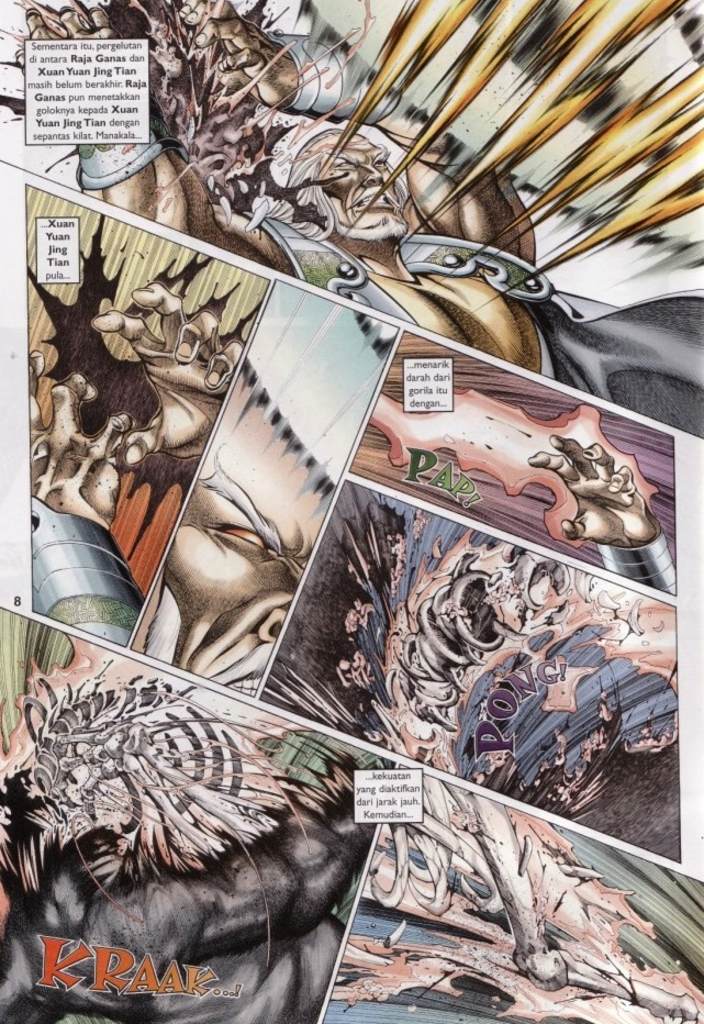 Sementara itu, pergelutan
di antara Raja Ganas dan
Xuan Yuan Jing Tian
masih belum berakhir. Raja
Ganas pun menetakkan
goloknya kepada Xuan
Yuan Jing Tian dengan
sepantas kilat. Manakala...
...Xuan
Yuan
Jing
Tian
pula...
...menarik
darah dari
gorila itu
dengan...
PAP!
PONG!
8
...kekuatan
yang diaktifkan
dari jarak jauh.
Kemudian...
KRAAK...!